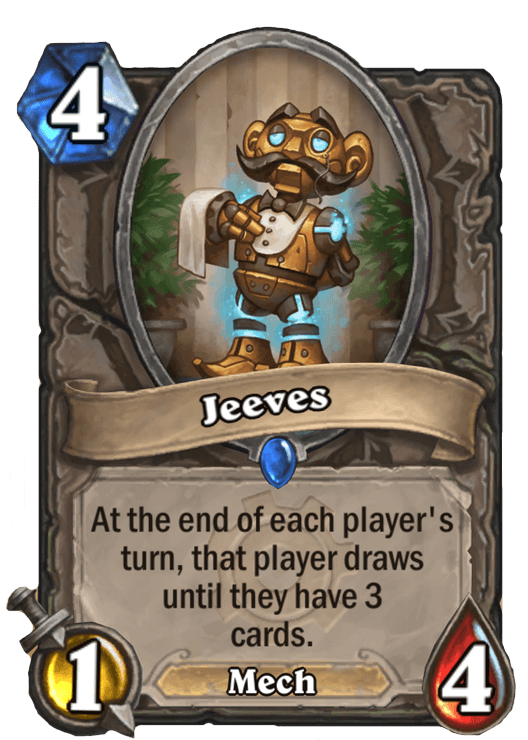 4
Jeeves
At the end of each player's
turn, that player draws
until they have 3
cards.
Mech
1
4